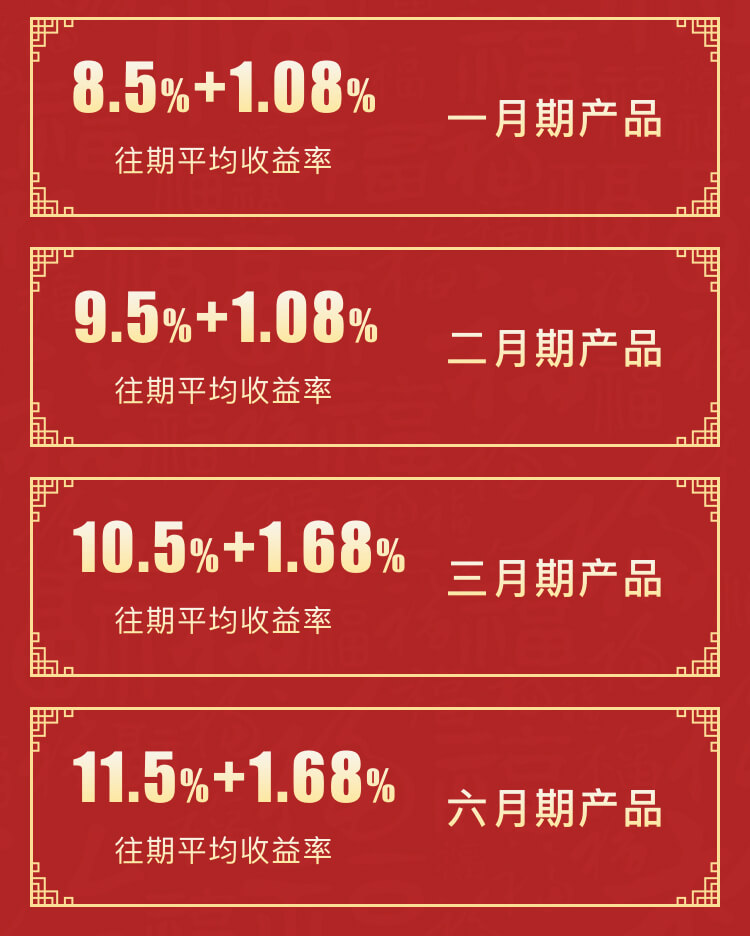 8.5%+1.08%
一月期产品
往期平均收益率
9.5%+1.08%
二月期产品
往期平均收益率
10.5%+1.68%
三月期产品
往期平均收益率
11.5%+1.68%
六月期产品
往期平均收益率